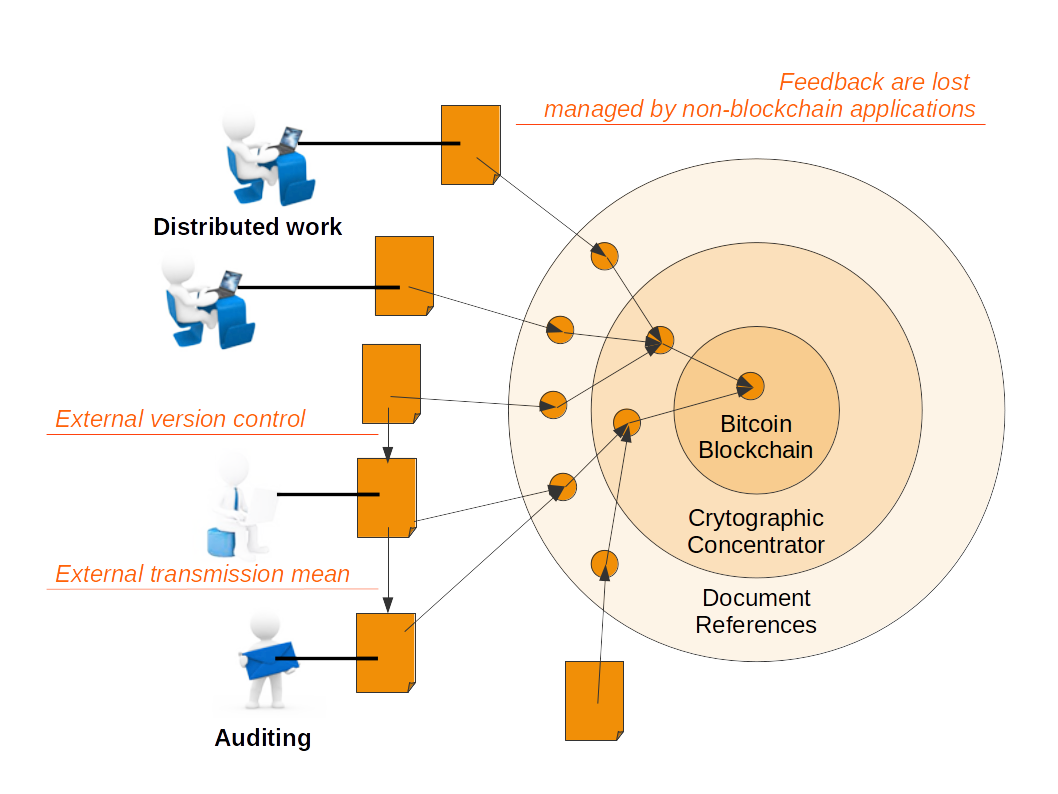 Feedback are lost
managed by non-blockchain applications
Distributed work
External version control
Bitcoin
Blockchain
Crytographic
Concentrator
External transmission mean
Document
References
Auditing